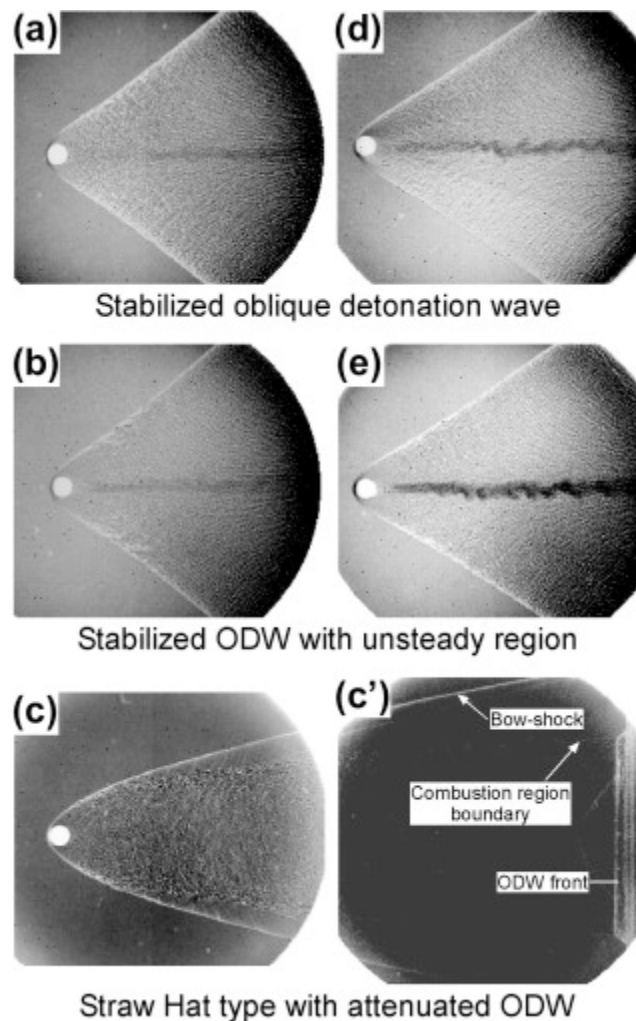 (a)
(d)
Stabilized oblique detonation wave
(b)
(e)
Stabilized ODW with unsteady region
(c)
(c')
Bow-shock
Combustion region
boundary
ODW front
Straw Hat type with attenuated ODW